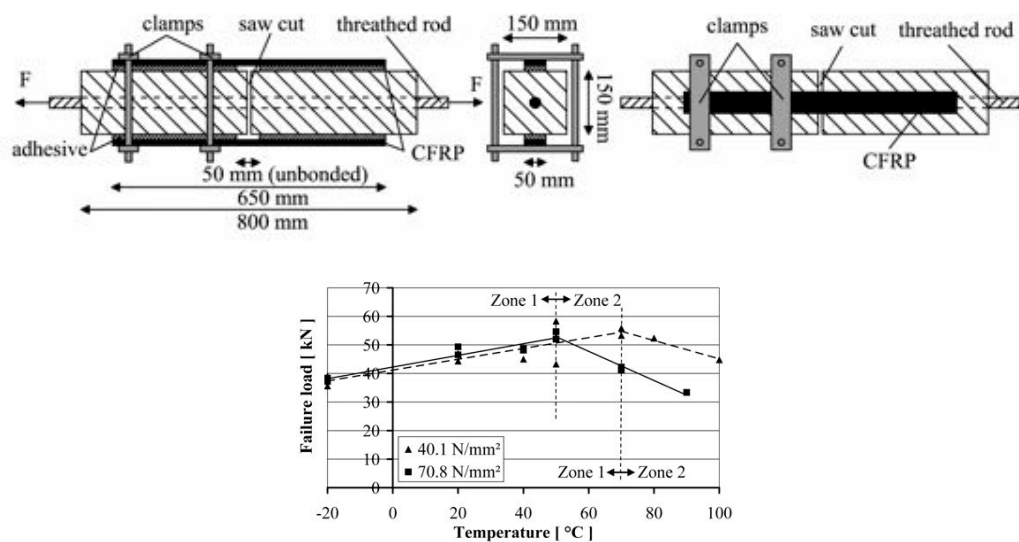 clamps saw cut threathed rod
150 mm
clamps saw cut threathed rod
F
F
150 mm
adhesive
CFRP
CFRP
50 mm (unbonded)
50 mm
650 mm
800 mm
70
60
50
40
30
20
10
0
Failure load [ kN ]
Zone 1 Zone 2
Zone 1 Zone 2
40.1 N/mm²
70.8 N/mm²
-20 0 20 40 60 80 100
Temperature [ °C ]